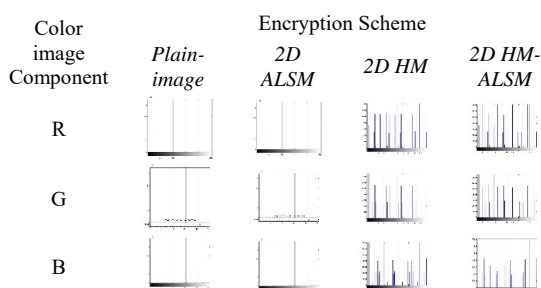 Color
image
Component
Encryption Scheme
Plain-
image
2D
ALSM
2D HM
2D HM-
ALSM
R
G
B